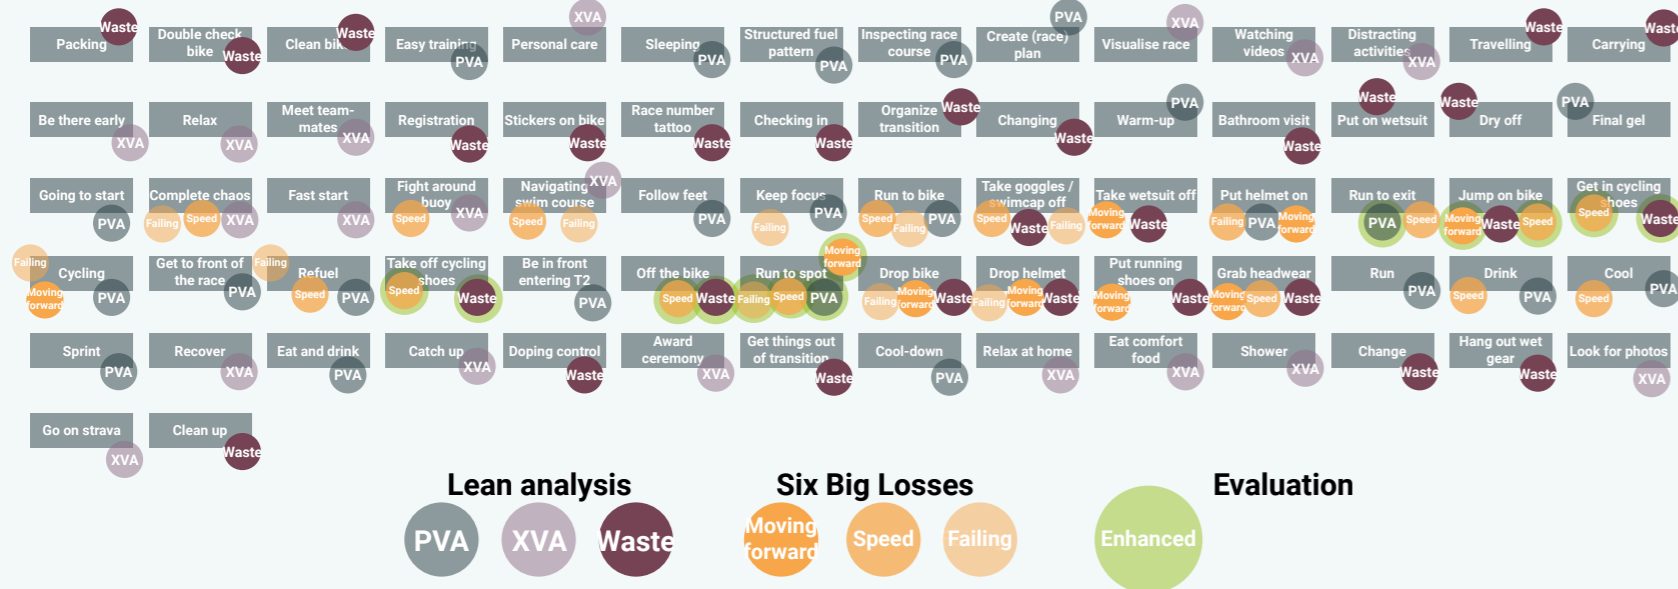 Packing
Waste
Double check
bike
Waste
Clean bike
Waste
Easy training
PVA
Personal care
XVA
Sleeping
PVA
Structured fuel
pattern
PVA
Inspecting race
course
PVA
Create (race)
plan
PVA
Visualise race
XVA
Watching
videos
XVA
Distracting
activities
XVA
Travelling
Waste
Carrying
Waste
Be there early
XVA
Relax
XVA
Meet team-
mates
XVA
Registration
Waste
Stickers on bike
Waste
Race number
tattoo
Waste
Checking in
Waste
Organize
transition
Waste
Changing
Waste
Warm-up
PVA
Bathroom visit
Waste
Put on wetsuit
Waste
Dry off
Waste
Final gel
PVA
Going to start
PVA
Complete chaos
Failing
Speed
XVA
Fast start
XVA
Fight around
buoy
Speed
XVA
Navigating
swim course
XVA
Speed
Failing
Follow feet
PVA
Keep focus
Failing
PVA
Run to bike
Speed
Failing
PVA
Take goggles /
swimcap off
Speed
Waste
Failing
Take wetsuit off
Moving
forward
Waste
Put helmet on
Failing
PVA
Moving
forward
Run to exit
PVA
Speed
Jump on bike
Moving
forward
Waste
Speed
Get in cycling
shoes
Speed
Waste
Cycling
Failing
Moving
forward
PVA
Get to front of
the race
PVA
Refuel
Failing
Speed
PVA
Take off cycling
shoes
Speed
Waste
Be in front
entering T2
PVA
Off the bike
Speed
Waste
Run to spot
Moving
forward
Failing
Speed
PVA
Drop bike
Failing
Moving
forward
Waste
Drop helmet
Failing
Moving
forward
Waste
Put running
shoes on
Moving
forward
Waste
Grab headwear
Moving
forward
Speed
Waste
Run
PVA
Drink
Speed
PVA
Cool
Speed
PVA
Sprint
PVA
Recover
XVA
Eat and drink
PVA
Catch up
XVA
Doping control
Waste
Award
ceremony
XVA
Get things out
of transition
Waste
Cool-down
PVA
Relax at home
XVA
Eat comfort
food
XVA
Shower
XVA
Change
Waste
Hang out wet
gear
Waste
Look for photos
XVA
Go on strava
XVA
Clean up
Waste
Lean analysis
PVA
XVA
Waste
Six Big Losses
Moving
forward
Speed
Failing
Evaluation
Enhanced